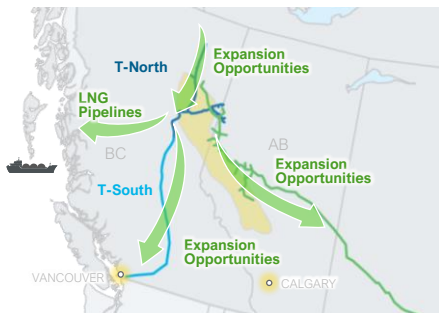 T-North
Expansion
Opportunities
LNG
Pipelines
BC
AB
Expansion
Opportunities
T-South
Expansion
Opportunities
VANCOUVER
CALGARY